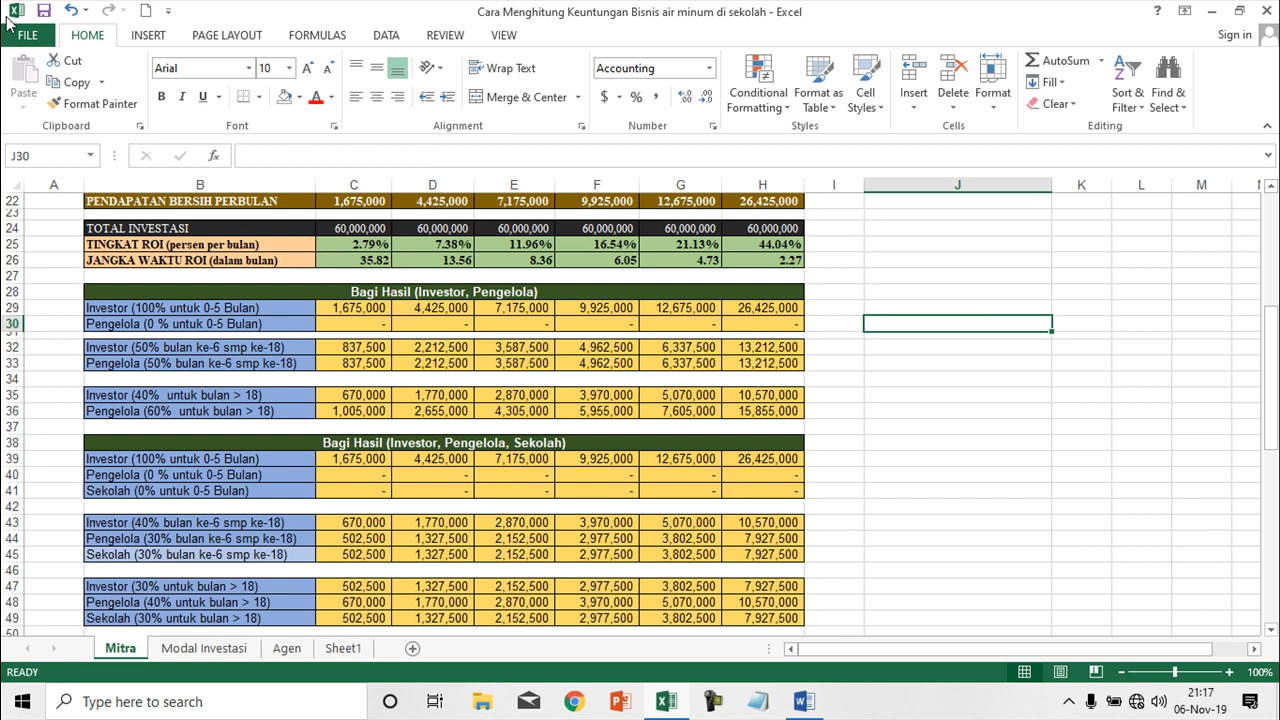 Cara Menghitung Keuntungan Bisnis air minum di sekolah - Excel
?
FILE HOME INSERT PAGE LAYOUT FORMULAS DATA REVIEW VIEW Sign in
Paste Cut Copy Format Painter Clipboard
Arial 10 B I U Font
Wrap Text Merge & Center Alignment
Accounting $ % Number
Conditional Formatting Format as Table Cell Styles Styles
Insert Delete Format Cells
AutoSum Fill Clear Sort & Filter Find & Select Editing
J30 fx
A B C D E F G H I J K L M
22 PENDAPATAN BERSIH PERBULAN 1,675,000 4,425,000 7,175,000 9,925,000 12,675,000 26,425,000
23
24 TOTAL INVESTASI 60,000,000 60,000,000 60,000,000 60,000,000 60,000,000 60,000,000
25 TINGKAT ROI (persen per bulan) 2.79% 7.38% 11.96% 16.54% 21.13% 44.04%
26 JANGKA WAKTU ROI (dalam bulan) 35.82 13.56 8.36 6.05 4.73 2.27
27
28 Bagi Hasil (Investor, Pengelola)
29 Investor (100% untuk 0-5 Bulan) 1,675,000 4,425,000 7,175,000 9,925,000 12,675,000 26,425,000
30 Pengelola (0 % untuk 0-5 Bulan) - - - - - -
32 Investor (50% bulan ke-6 smp ke-18) 837,500 2,212,500 3,587,500 4,962,500 6,337,500 13,212,500
33 Pengelola (50% bulan ke-6 smp ke-18) 837,500 2,212,500 3,587,500 4,962,500 6,337,500 13,212,500
34
35 Investor (40% untuk bulan > 18) 670,000 1,770,000 2,870,000 3,970,000 5,070,000 10,570,000
36 Pengelola (60% untuk bulan > 18) 1,005,000 2,655,000 4,305,000 5,955,000 7,605,000 15,855,000
37
38 Bagi Hasil (Investor, Pengelola, Sekolah)
39 Investor (100% untuk 0-5 Bulan) 1,675,000 4,425,000 7,175,000 9,925,000 12,675,000 26,425,000
40 Pengelola (0 % untuk 0-5 Bulan) - - - - - -
41 Sekolah (0% untuk 0-5 Bulan) - - - - - -
42
43 Investor (40% bulan ke-6 smp ke-18) 670,000 1,770,000 2,870,000 3,970,000 5,070,000 10,570,000
44 Pengelola (30% bulan ke-6 smp ke-18) 502,500 1,327,500 2,152,500 2,977,500 3,802,500 7,927,500
45 Sekolah (30% bulan ke-6 smp ke-18) 502,500 1,327,500 2,152,500 2,977,500 3,802,500 7,927,500
46
47 Investor (30% untuk bulan > 18) 502,500 1,327,500 2,152,500 2,977,500 3,802,500 7,927,500
48 Pengelola (40% untuk bulan > 18) 670,000 1,770,000 2,870,000 3,970,000 5,070,000 10,570,000
49 Sekolah (30% untuk bulan > 18) 502,500 1,327,500 2,152,500 2,977,500 3,802,500 7,927,500
Mitra Modal Investasi Agen Sheet1
READY 100%
Type here to search
21:17
06-Nov-19